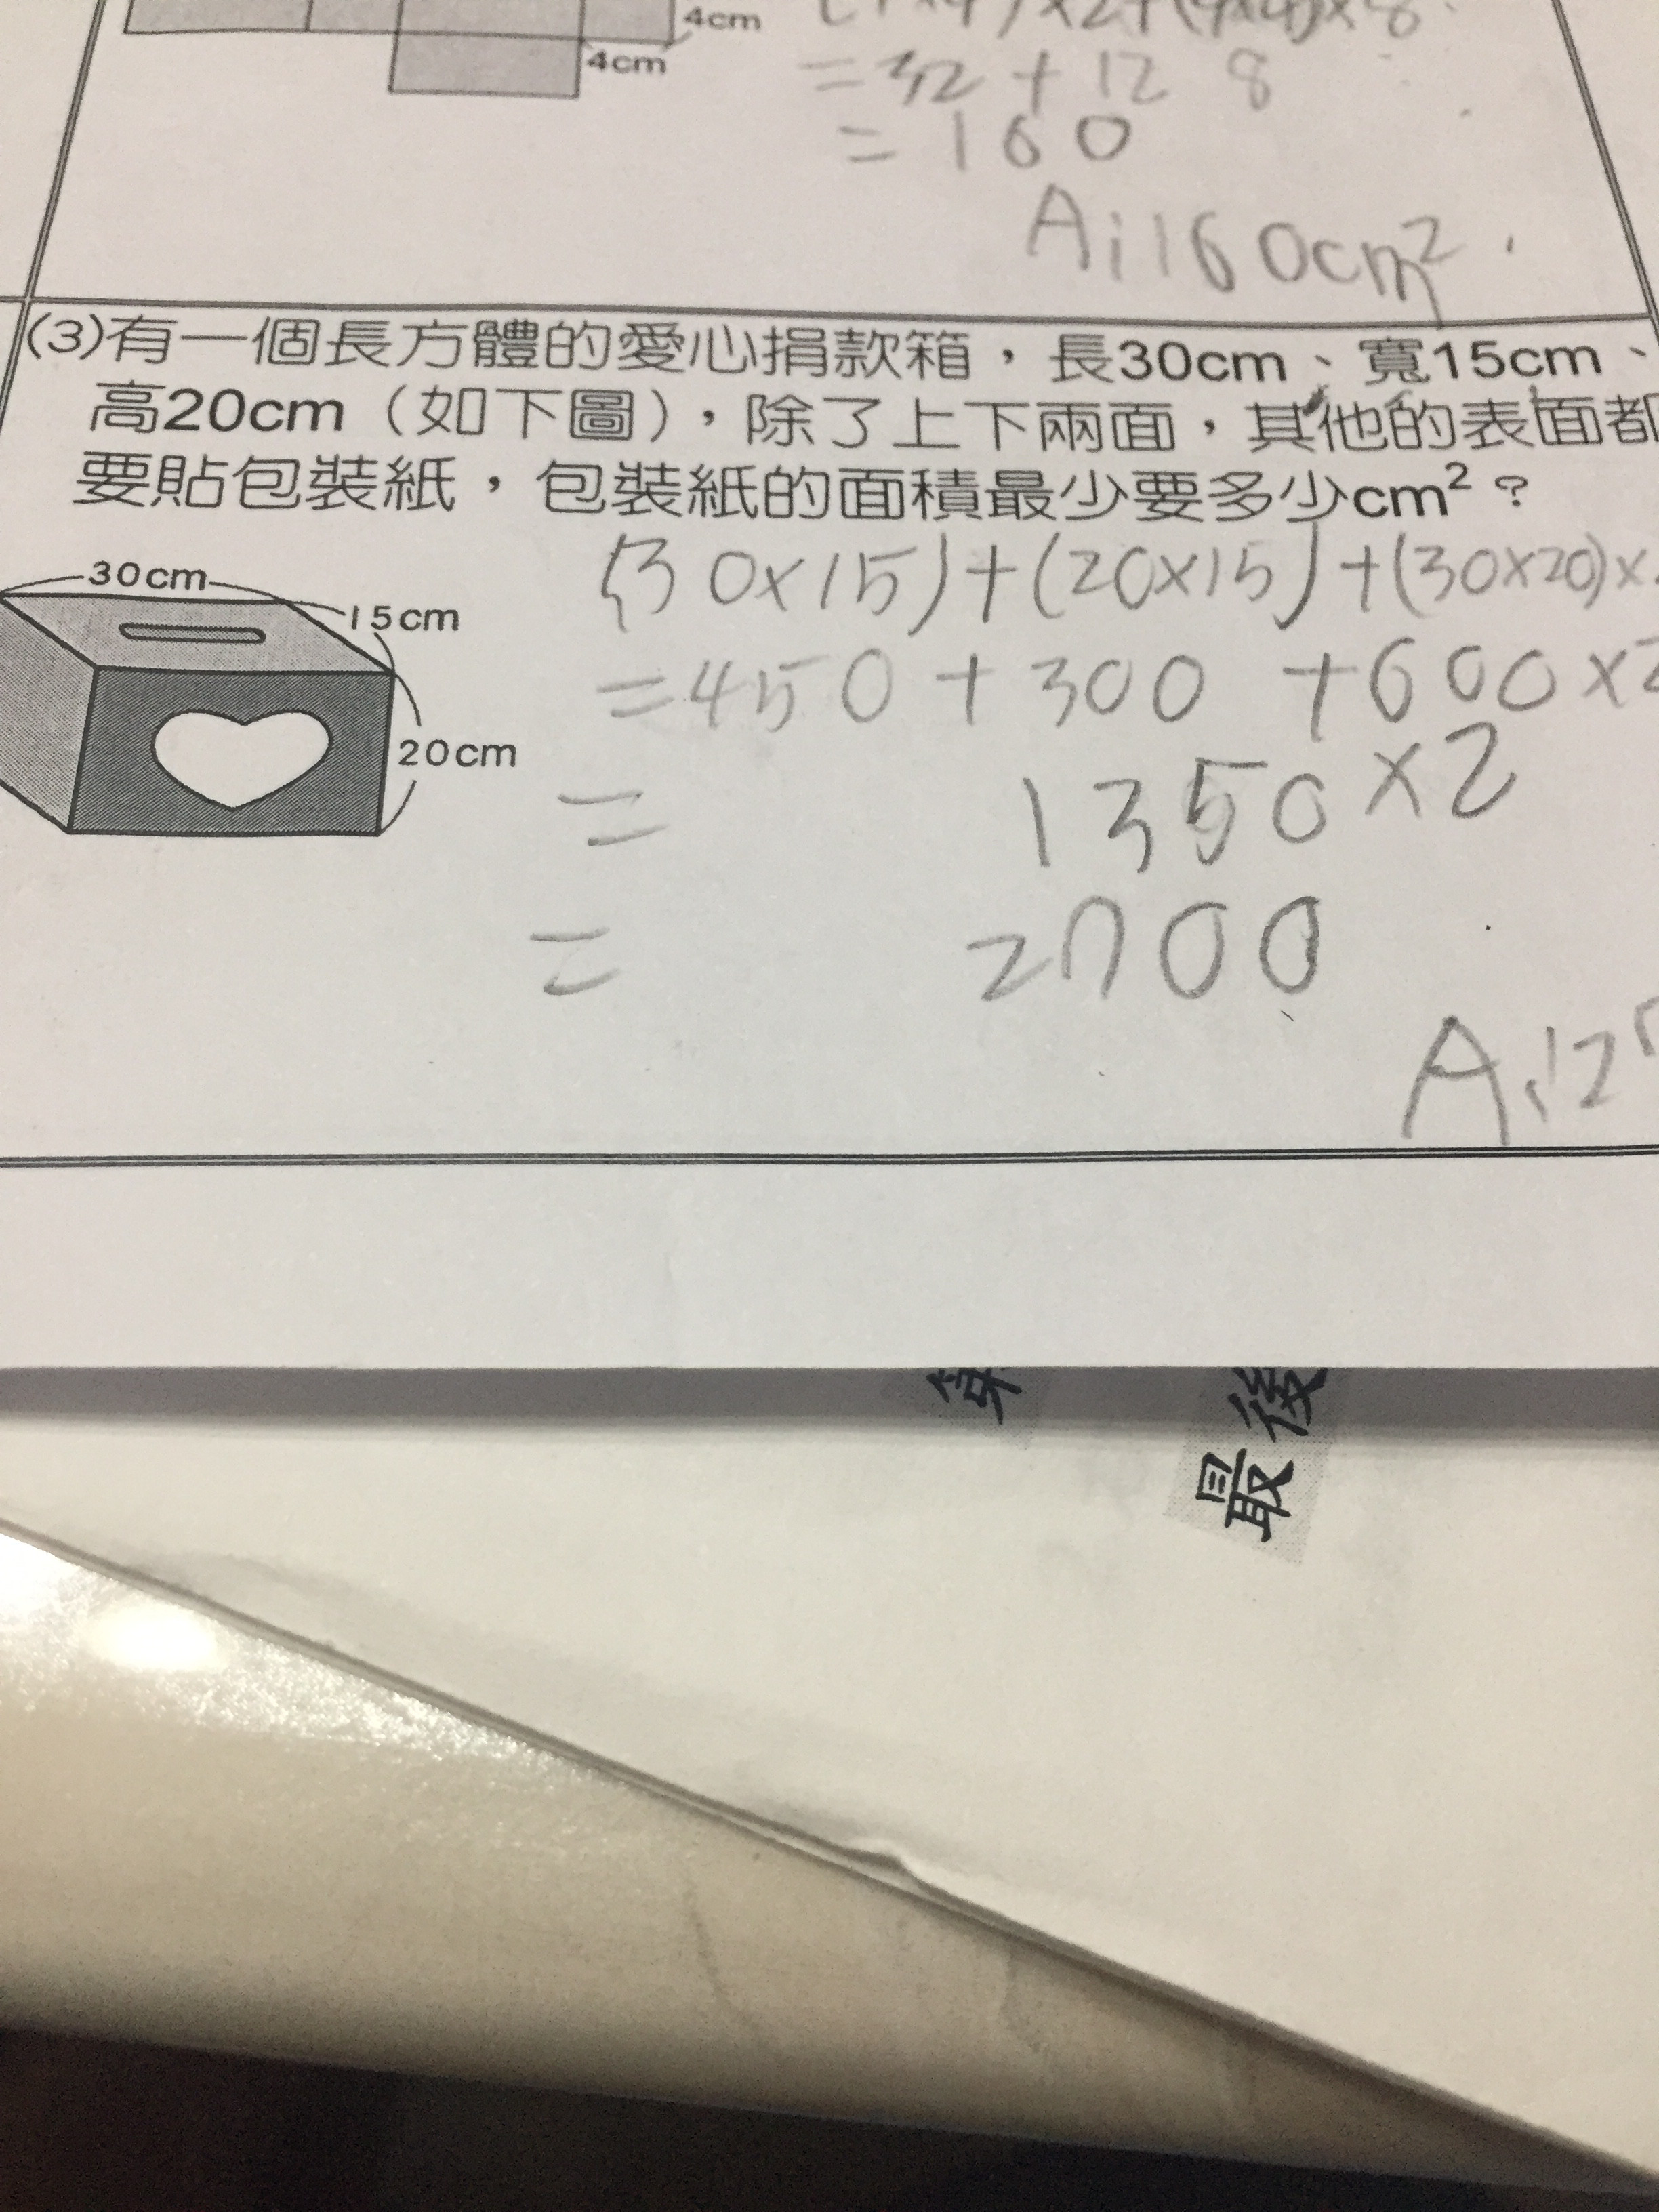 4cm
4cm
=32+128
=160
A:160cm²
(3)有一個長方體的愛心捐款箱，長30cm、寬15cm、
高20cm（如下圖），除了上下兩面，其他的表面都
要貼包裝紙，包裝紙的面積最少要多少cm²？
30cm
15cm
20cm
(30×15)+(20×15)+(30×20)×
=450+300+600×2
=1350×2
=2700
最後